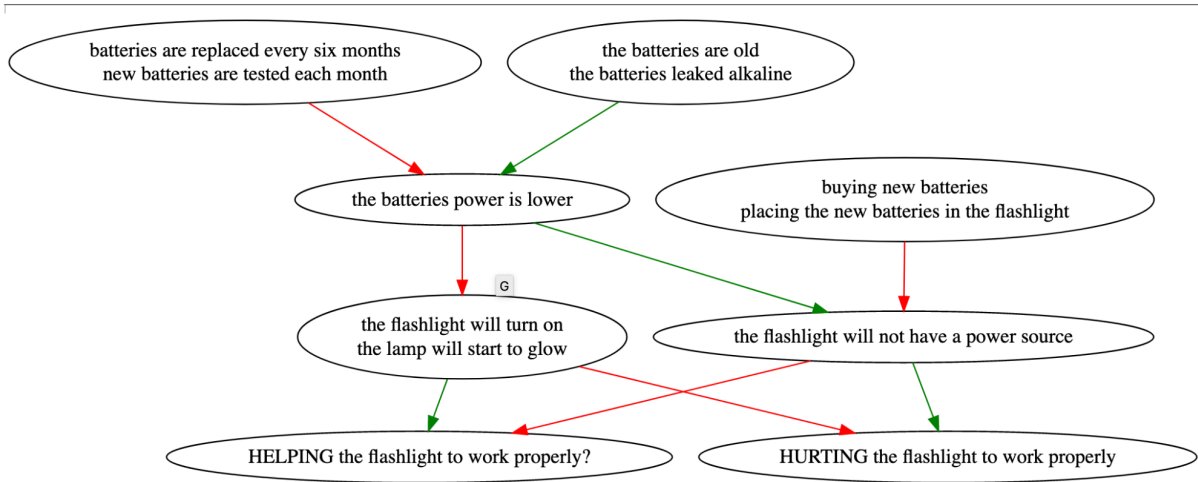 batteries are replaced every six months
new batteries are tested each month
the batteries are old
the batteries leaked alkaline
the batteries power is lower
buying new batteries
placing the new batteries in the flashlight
G
the flashlight will turn on
the lamp will start to glow
the flashlight will not have a power source
HELPING the flashlight to work properly?
HURTING the flashlight to work properly